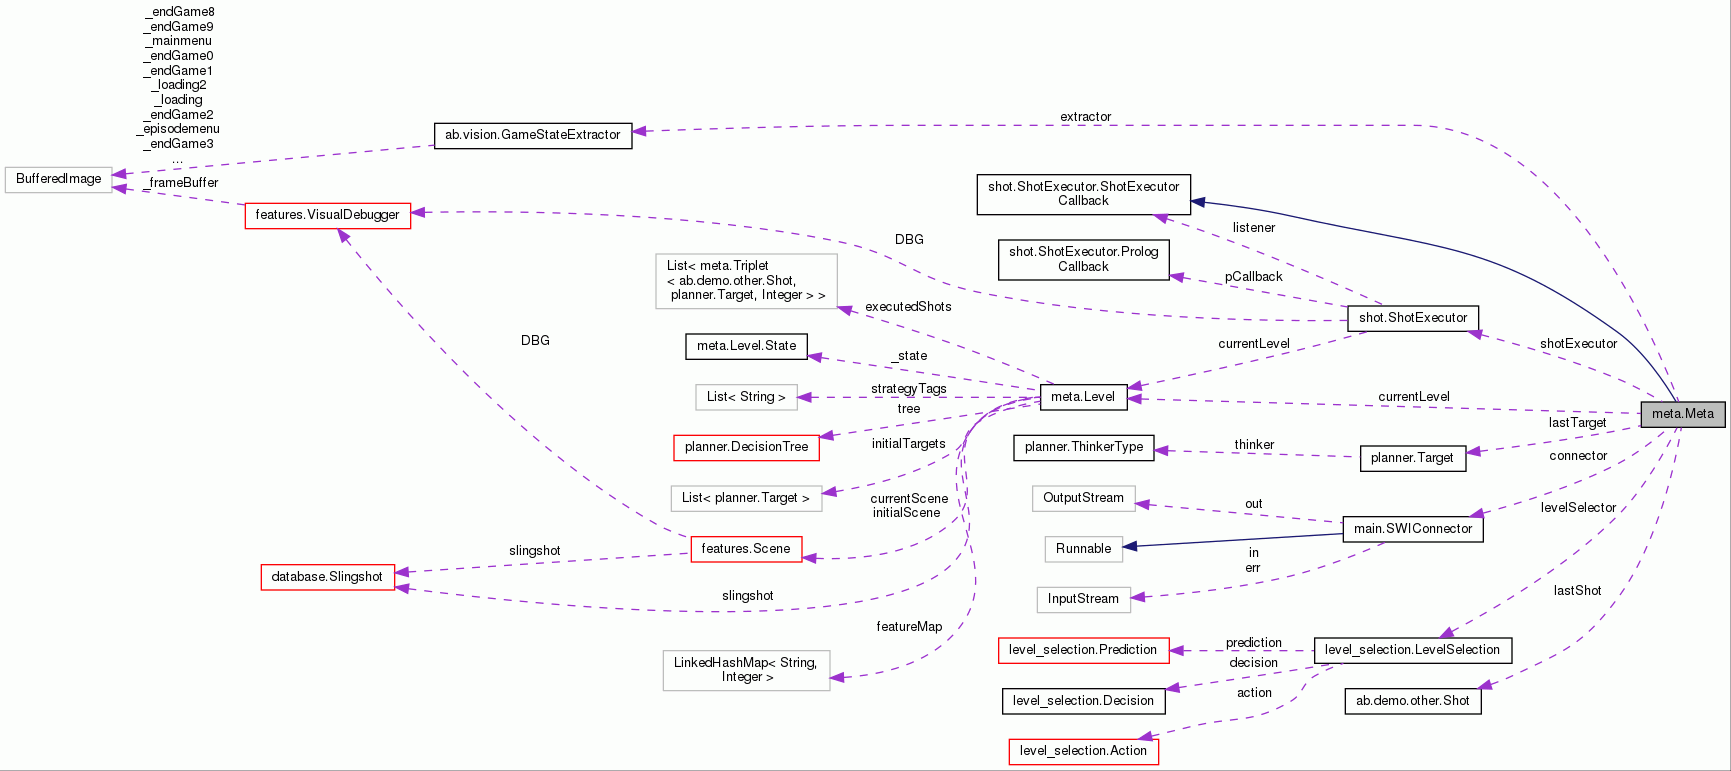 _endGame8
_endGame9
_mainmenu
_endGame0
_endGame1
_loading2
_loading
_endGame2
_episodemenu
_endGame3
...
extractor
ab.vision.GameStateExtractor
BufferedImage
_frameBuffer
features.VisualDebugger
shot.ShotExecutor.ShotExecutor
Callback
listener
DBG
shot.ShotExecutor.Prolog
Callback
pCallback
List< meta.Triplet
< ab.demo.other.Shot,
planner.Target, Integer > >
executedShots
shot.ShotExecutor
DBG
meta.Level.State
_state
currentLevel
shotExecutor
List< String >
strategyTags
meta.Level
currentLevel
meta.Meta
tree
lastTarget
planner.DecisionTree
initialTargets
planner.ThinkerType
thinker
planner.Target
connector
List< planner.Target >
currentScene
initialScene
OutputStream
out
levelSelector
main.SWIConnector
features.Scene
slingshot
Runnable
in
err
database.Slingshot
slingshot
InputStream
lastShot
featureMap
LinkedHashMap< String,
Integer >
level_selection.Prediction
prediction
level_selection.LevelSelection
decision
level_selection.Decision
action
ab.demo.other.Shot
level_selection.Action